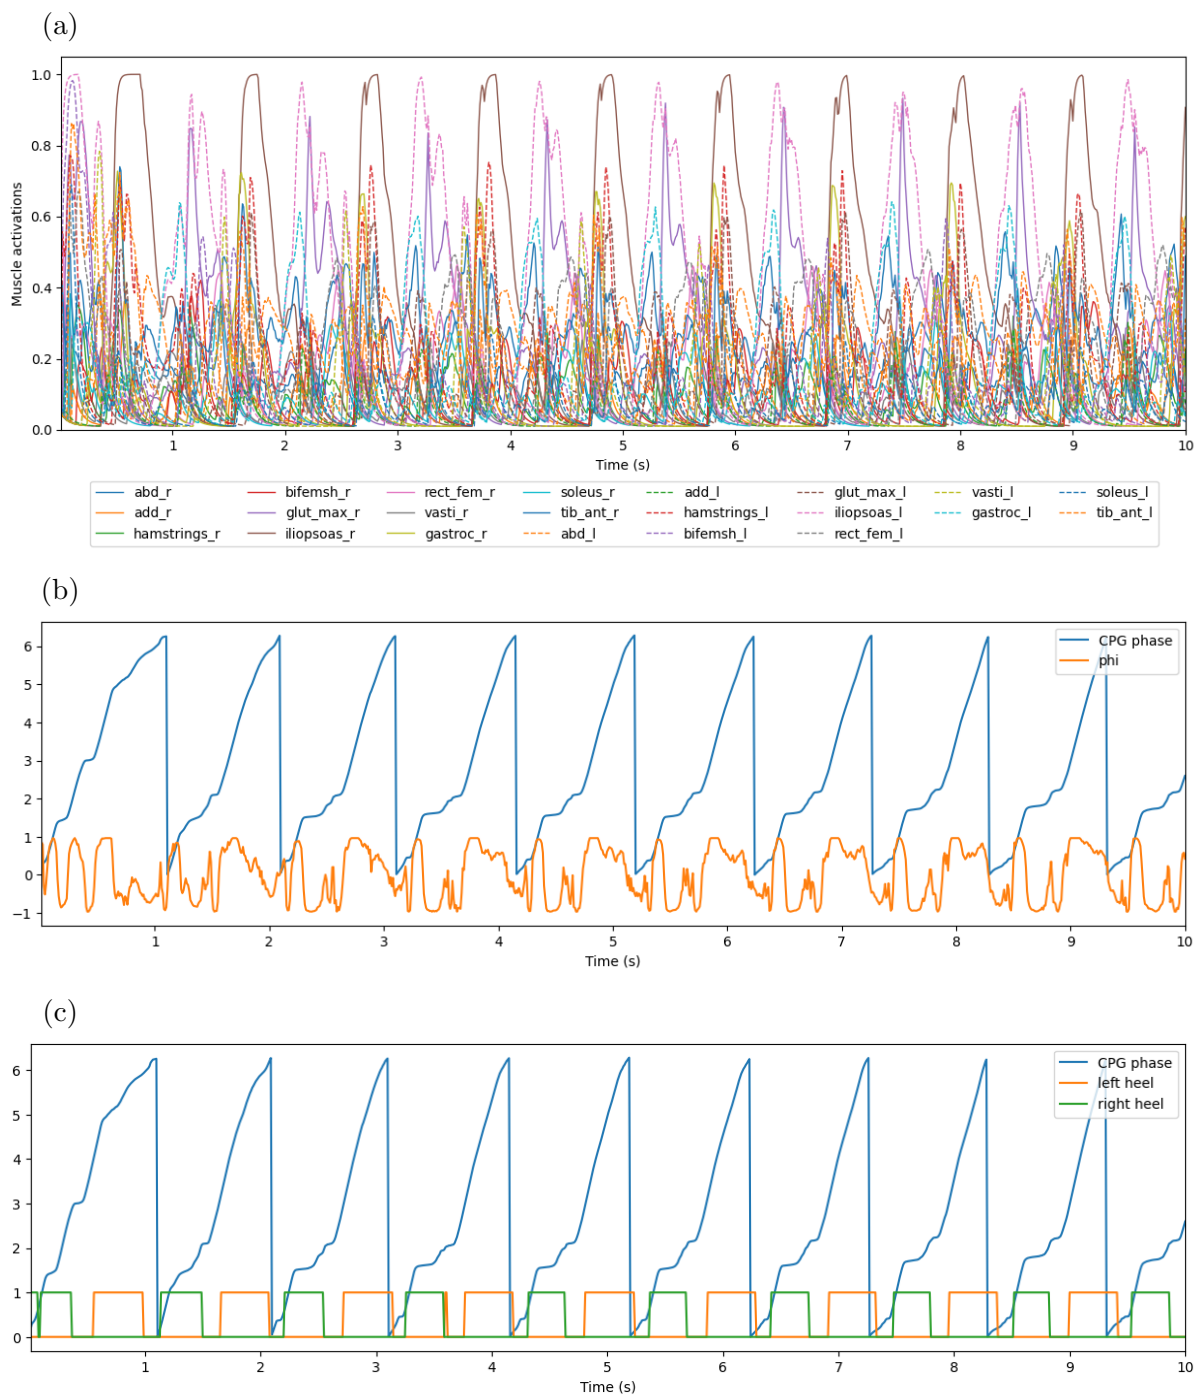 (a)
1.0
0.8
0.6
0.4
0.2
0.0
Muscle activations
1 2 3 4 5 6 7 8 9 10
Time (s)
abd_r bifemsh_r rect_fem_r soleus_r add_l glut_max_l vasti_l soleus_l
add_r glut_max_r vasti_r tib_ant_r hamstrings_l iliopsoas_l gastroc_l tib_ant_l
hamstrings_r iliopsoas_r gastroc_r abd_l bifemsh_l rect_fem_l
(b)
6
5
4
3
2
1
0
−1
CPG phase
phi
1 2 3 4 5 6 7 8 9 10
Time (s)
(c)
6
5
4
3
2
1
0
CPG phase
left heel
right heel
1 2 3 4 5 6 7 8 9 10
Time (s)